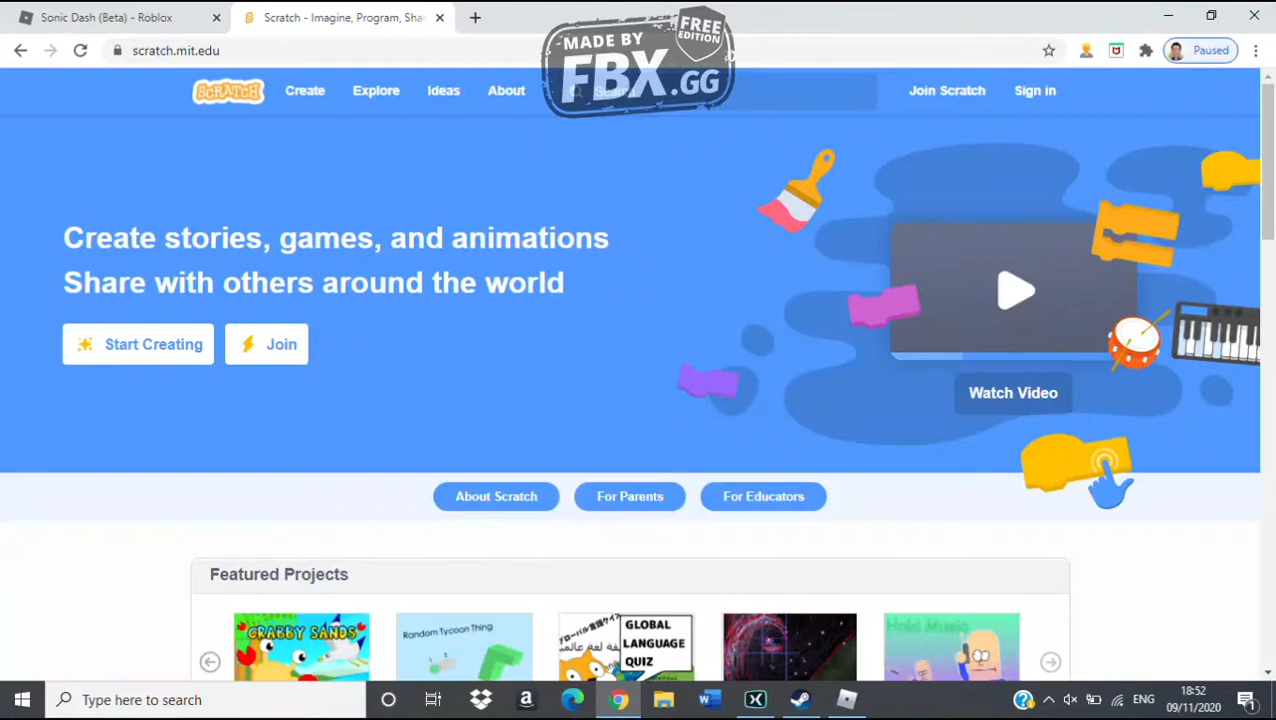 Sonic Dash (Beta) - Roblox
Scratch - Imagine, Program, Shar
MADE BY
FREE
EDITION
FBX.GG
scratch.mit.edu
Paused
SCRATCH
Create
Explore
Ideas
About
Search
Join Scratch
Sign in
Create stories, games, and animations
Share with others around the world
Start Creating
Join
Watch Video
About Scratch
For Parents
For Educators
Featured Projects
CRABBY SANDS
Random Tycoon Thing
GLOBAL
LANGUAGE
QUIZ
Hold Music
Type here to search
ENG
18:52
09/11/2020
1